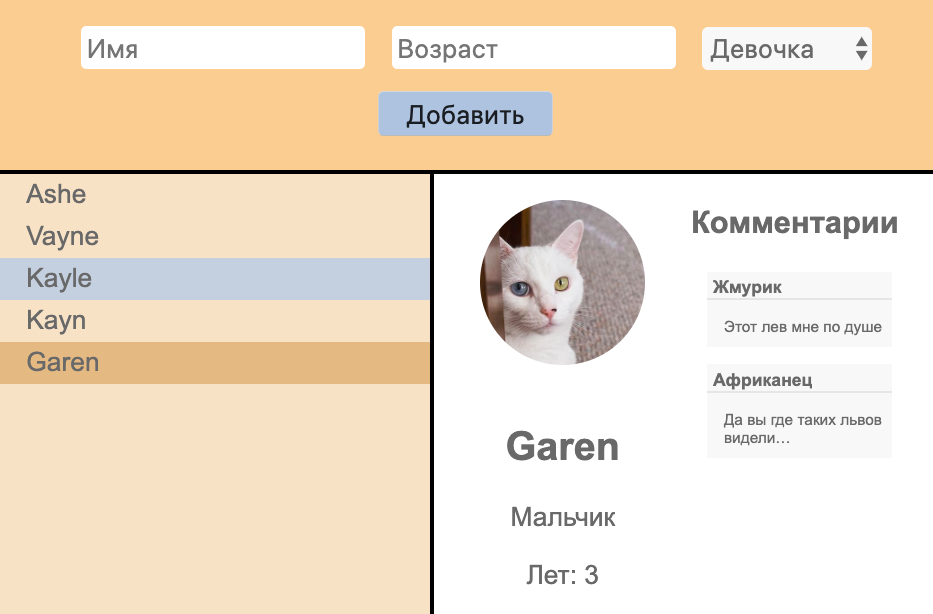 Имя
Возраст
Девочка
Добавить
Ashe
Vayne
Kayle
Kayn
Garen
Garen
Мальчик
Лет: 3
Комментарии
Жмурик
Этот лев мне по душе
Африканец
Да вы где таких львов
видели...